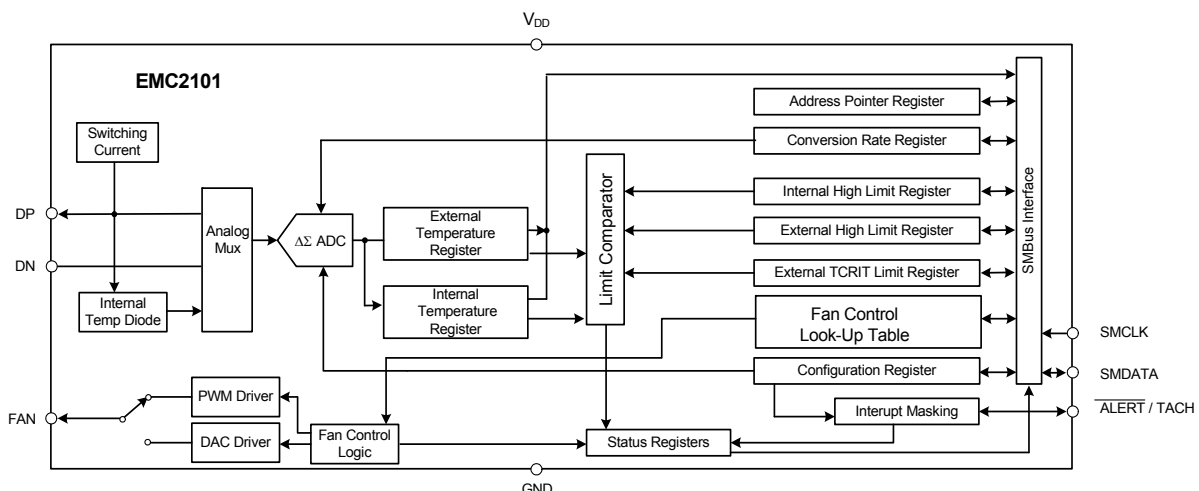 VDD
EMC2101
Switching
Current
Address Pointer Register
Conversion Rate Register
Internal High Limit Register
External High Limit Register
External TCRIT Limit Register
Fan Control
Look-Up Table
Configuration Register
Interupt Masking
SMBus Interface
Limit Comparator
DP
DN
Analog
Mux
ΔΣ ADC
External
Temperature
Register
Internal
Temperature
Register
Internal
Temp Diode
SMCLK
SMDATA
ALERT / TACH
FAN
PWM Driver
DAC Driver
Fan Control
Logic
Status Registers
GND